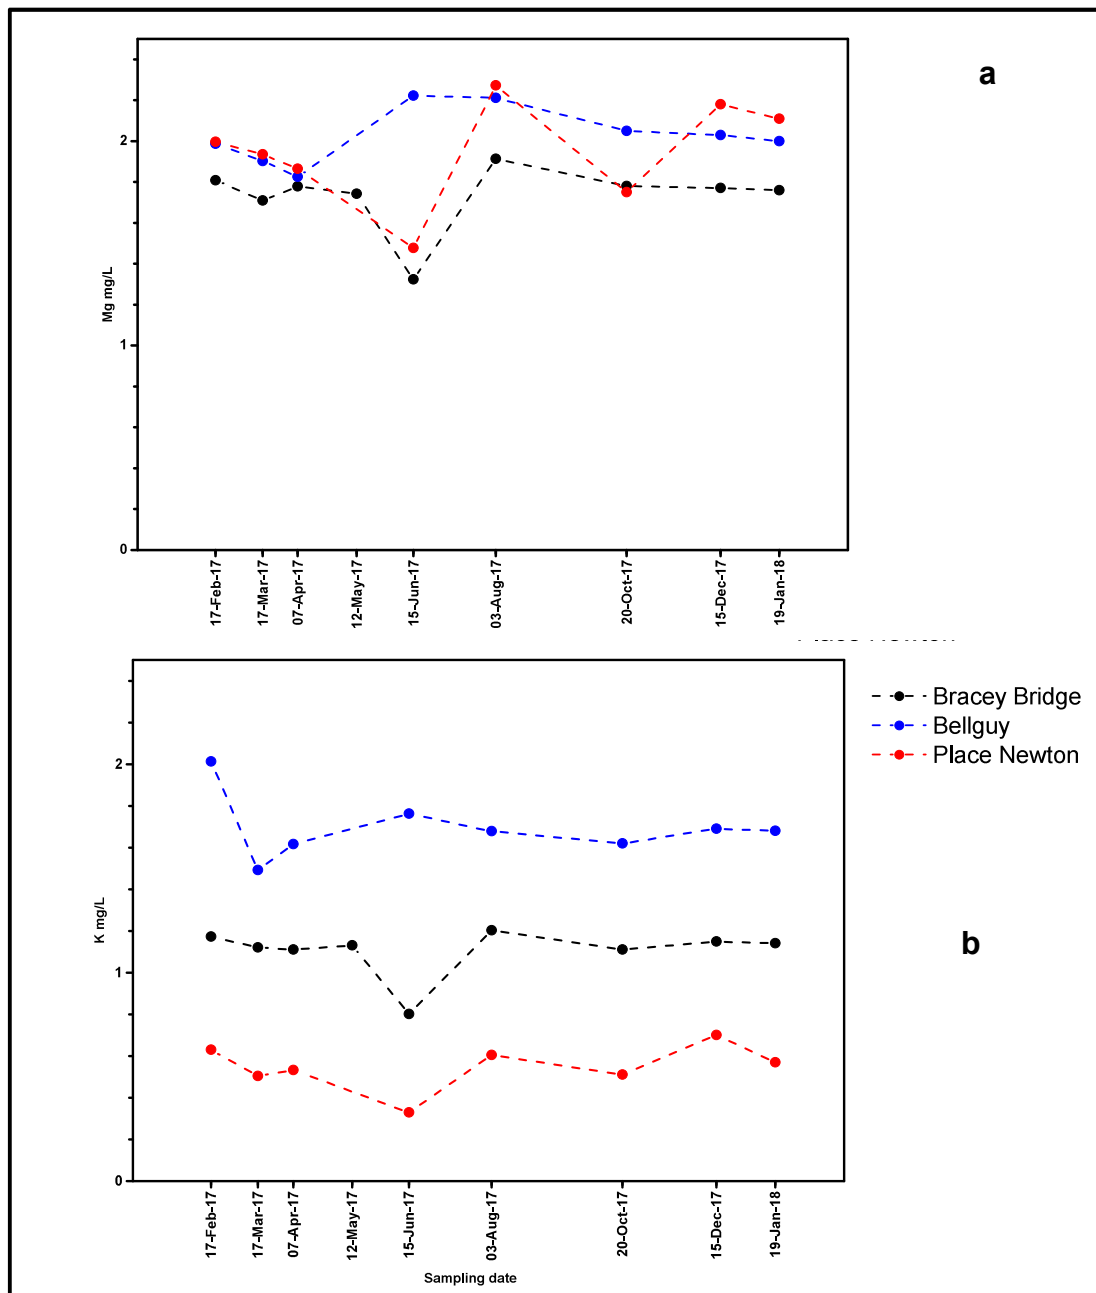 a
2
1
0
Mg mg/L
17-Feb-17
17-Mar-17
07-Apr-17
12-May-17
15-Jun-17
03-Aug-17
20-Oct-17
15-Dec-17
19-Jan-18
Bracey Bridge
Bellguy
Place Newton
2
1
0
K mg/L
b
17-Feb-17
17-Mar-17
07-Apr-17
12-May-17
15-Jun-17
03-Aug-17
20-Oct-17
15-Dec-17
19-Jan-18
Sampling date